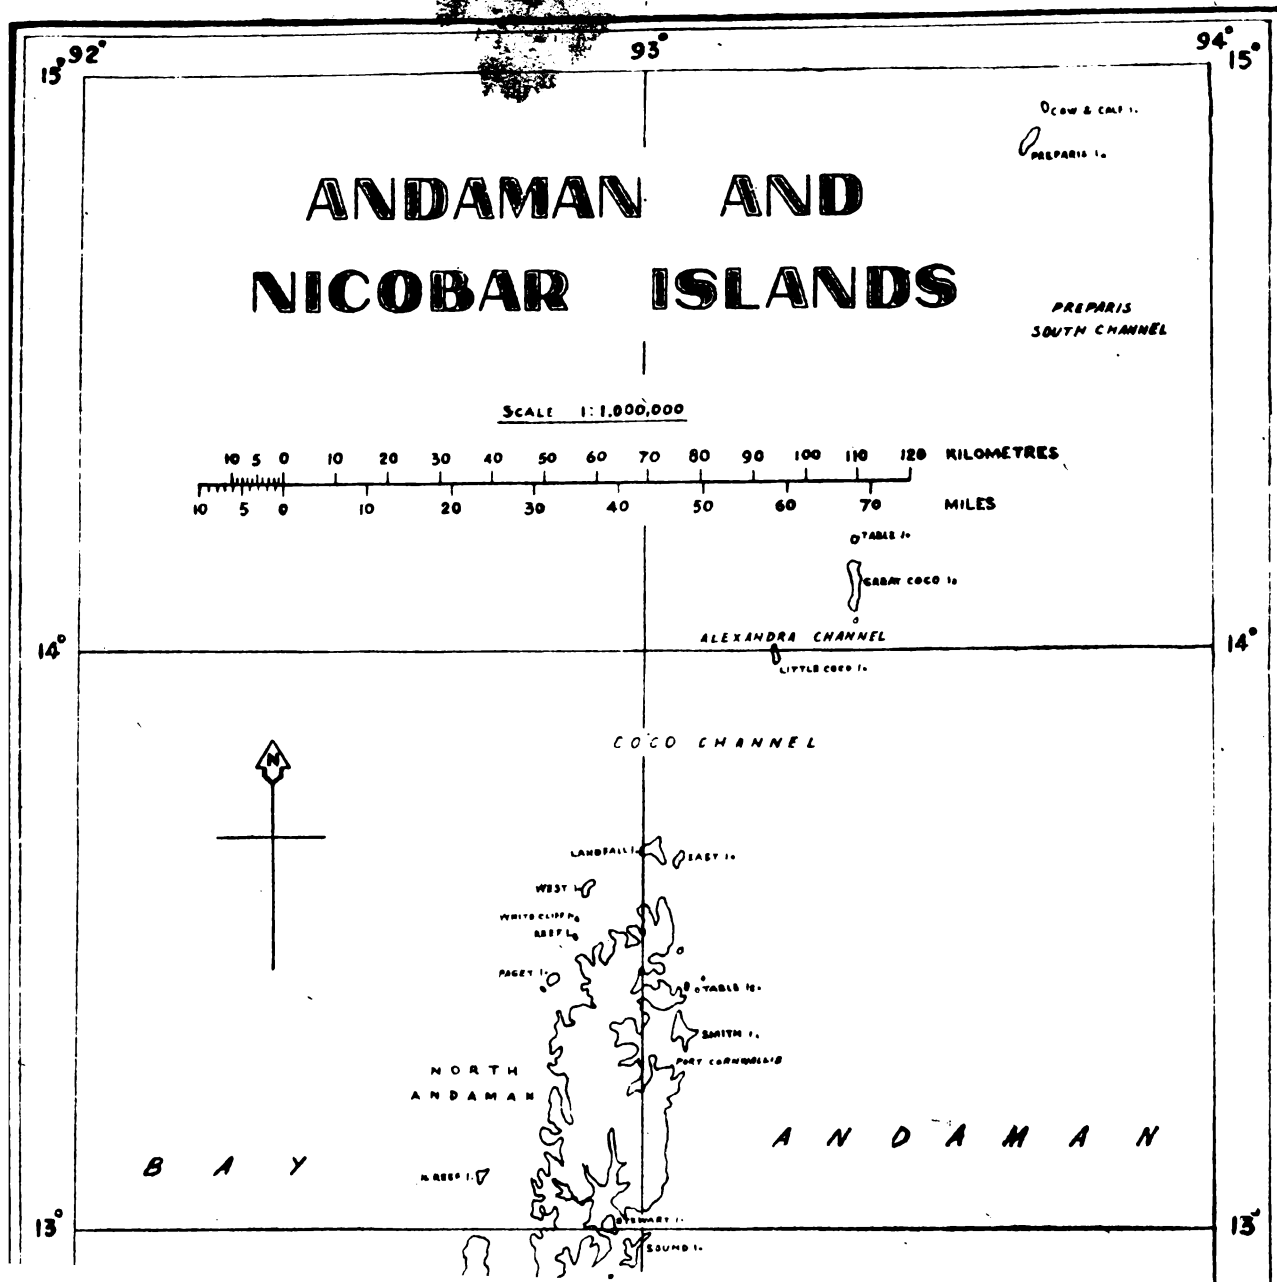 92° 93° 94°
15° 15°
COW & CALF I.
PREPARIS I.
ANDAMAN AND
NICOBAR ISLANDS
PREPARIS
SOUTH CHANNEL
SCALE 1:1,000,000
10 5 0 10 20 30 40 50 60 70 80 90 100 110 120 KILOMETRES
10 5 0 10 20 30 40 50 60 70 MILES
TABLE I.
GREAT COCO I.
ALEXANDRA CHANNEL
14° 14°
LITTLE COCO I.
COCO CHANNEL
N
LANDFALL I.
EAST I.
WEST I.
WHITE CLIFF I.
REEF I.
PAGET I.
TABLE IS.
SMITH I.
PORT CORNWALLIS
NORTH
ANDAMAN
ANDAMAN
BAY
N. REEF I.
STEWART I.
13° 13°
SOUND I.